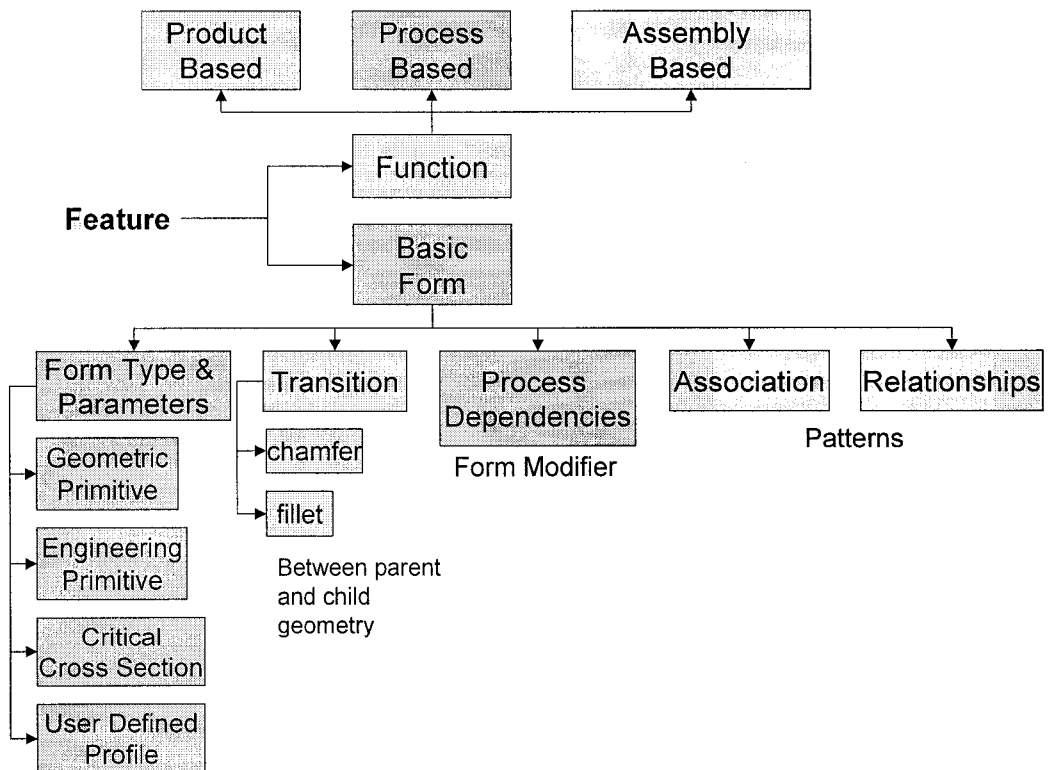 Product
Based
Process
Based
Assembly
Based
Function
Feature
Basic
Form
Form Type &
Parameters
Transition
Process
Dependencies
Association
Relationships
Form Modifier
Patterns
Geometric
Primitive
chamfer
fillet
Engineering
Primitive
Between parent
and child
geometry
Critical
Cross Section
User Defined
Profile